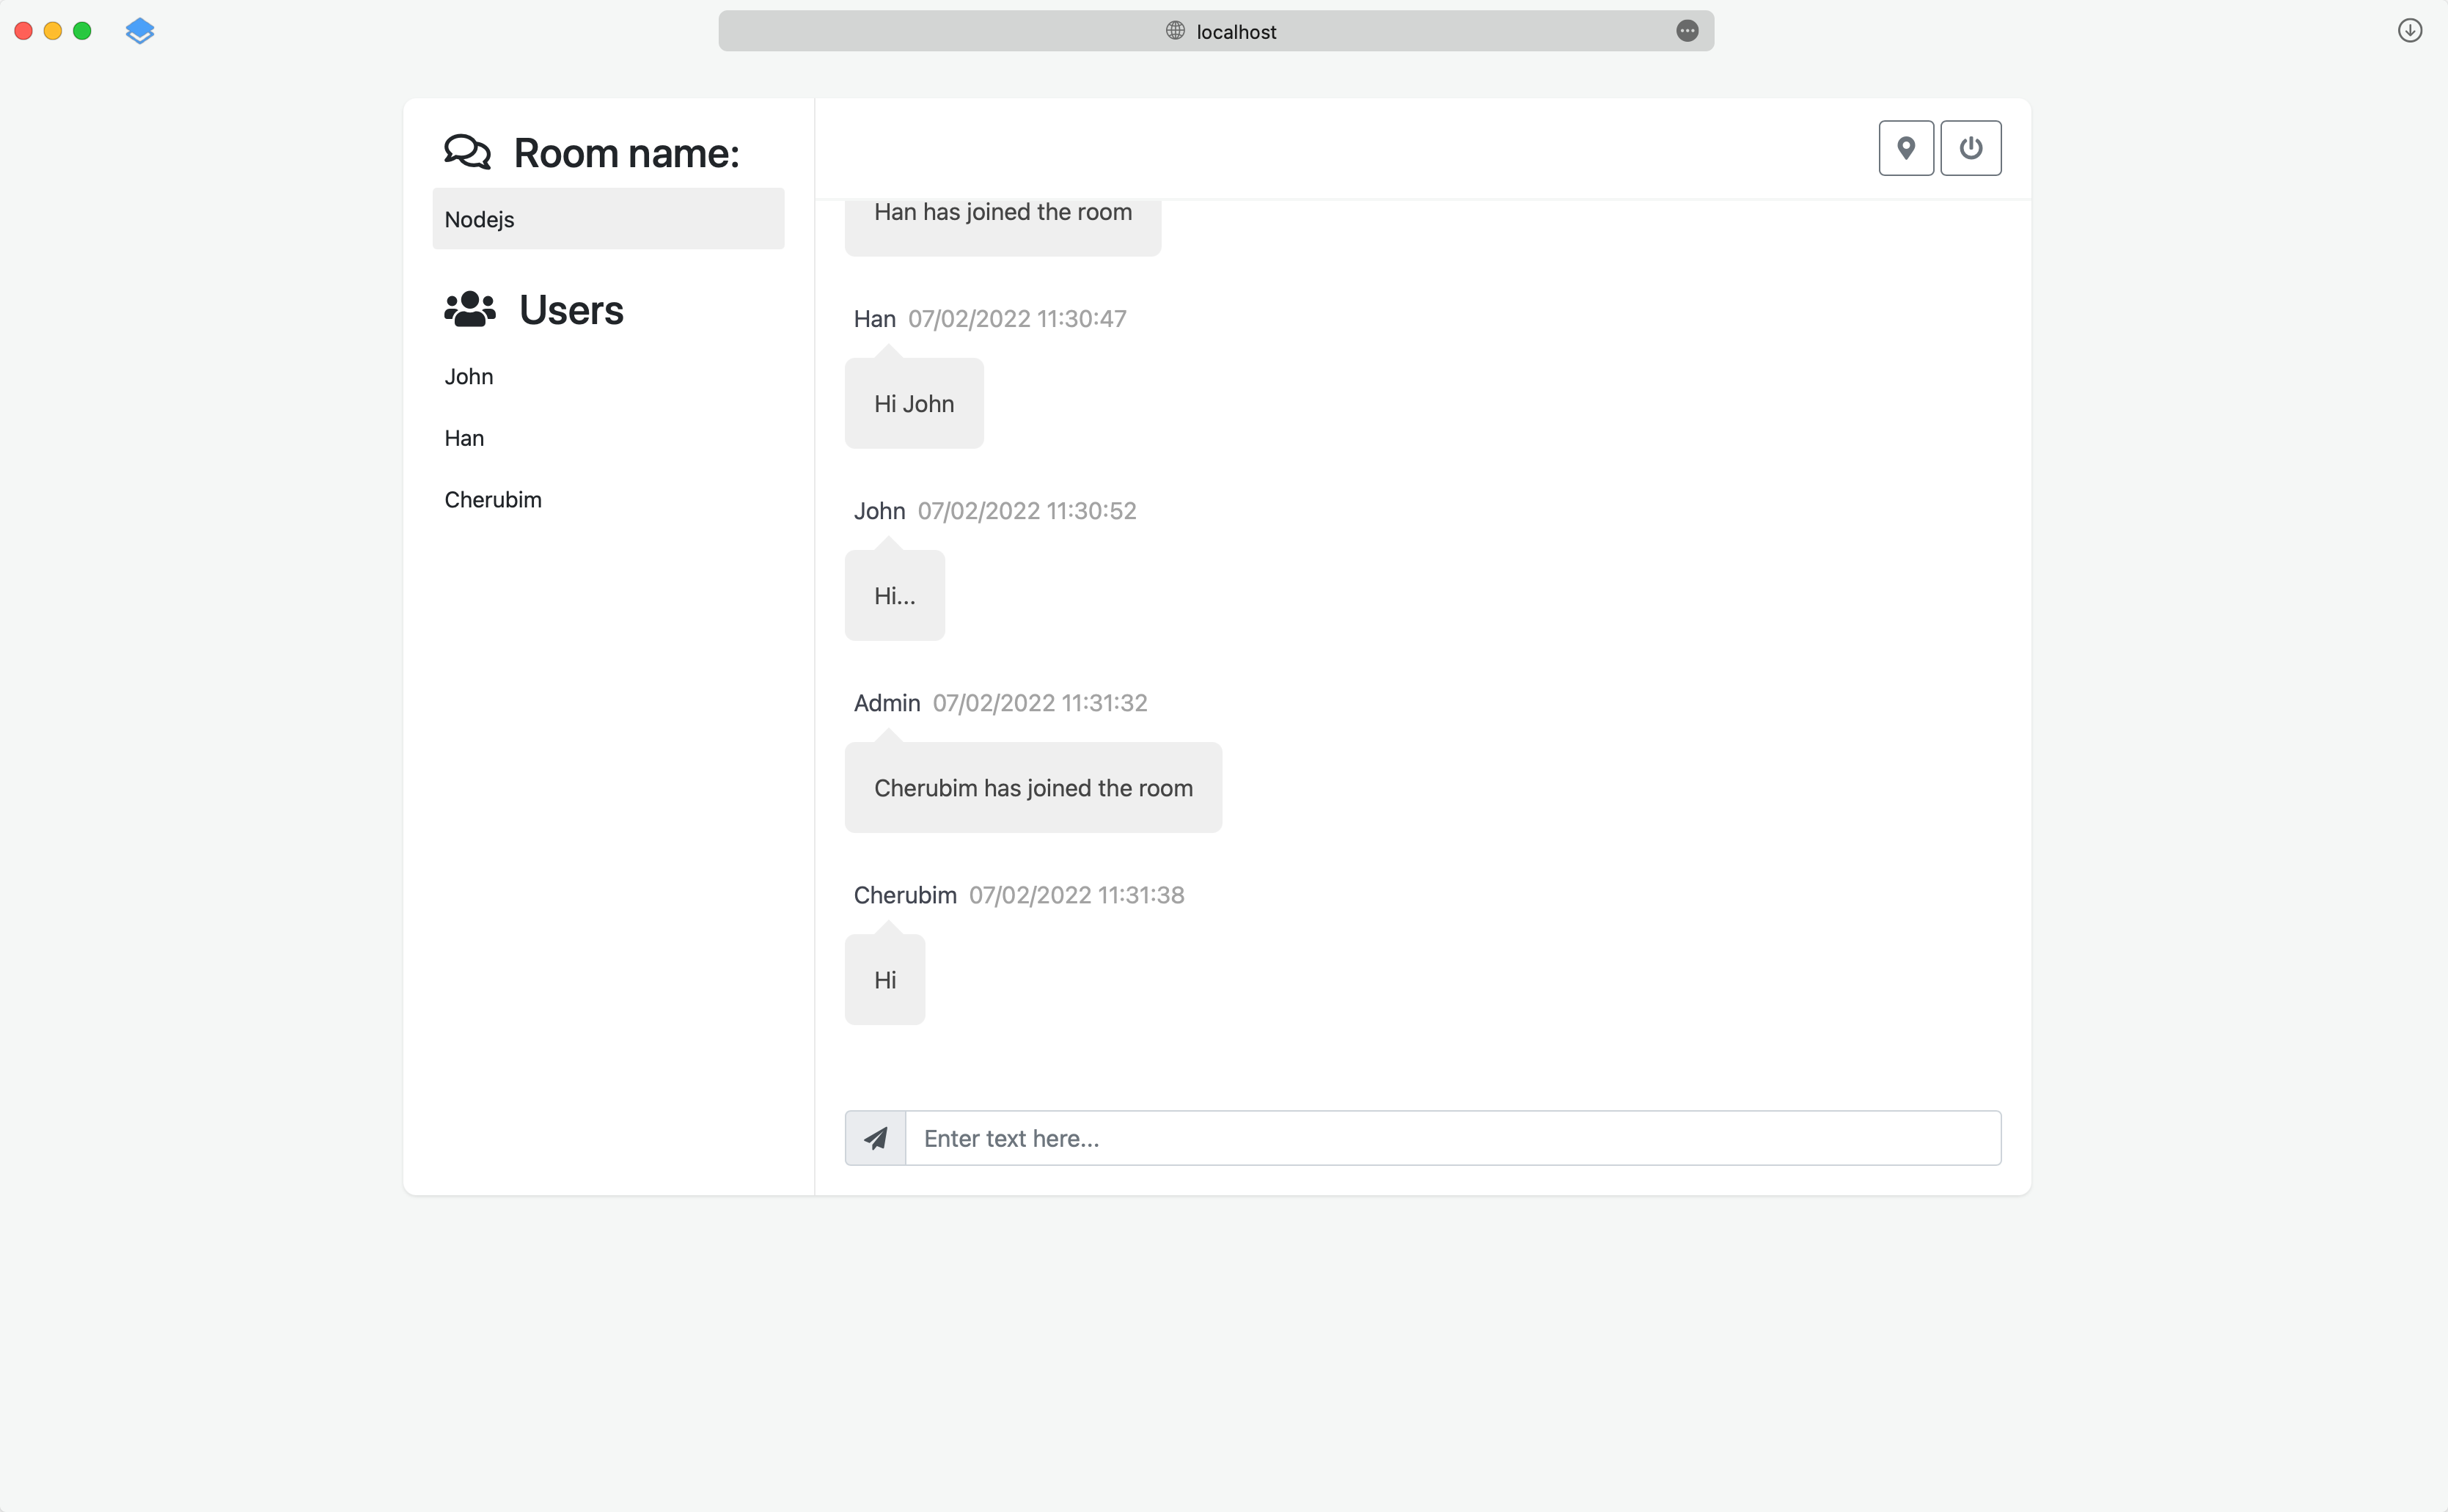 localhost
Room name:
Nodejs
Users
John
Han
Cherubim
Han has joined the room
Han 07/02/2022 11:30:47
Hi John
John 07/02/2022 11:30:52
Hi...
Admin 07/02/2022 11:31:32
Cherubim has joined the room
Cherubim 07/02/2022 11:31:38
Hi
Enter text here...